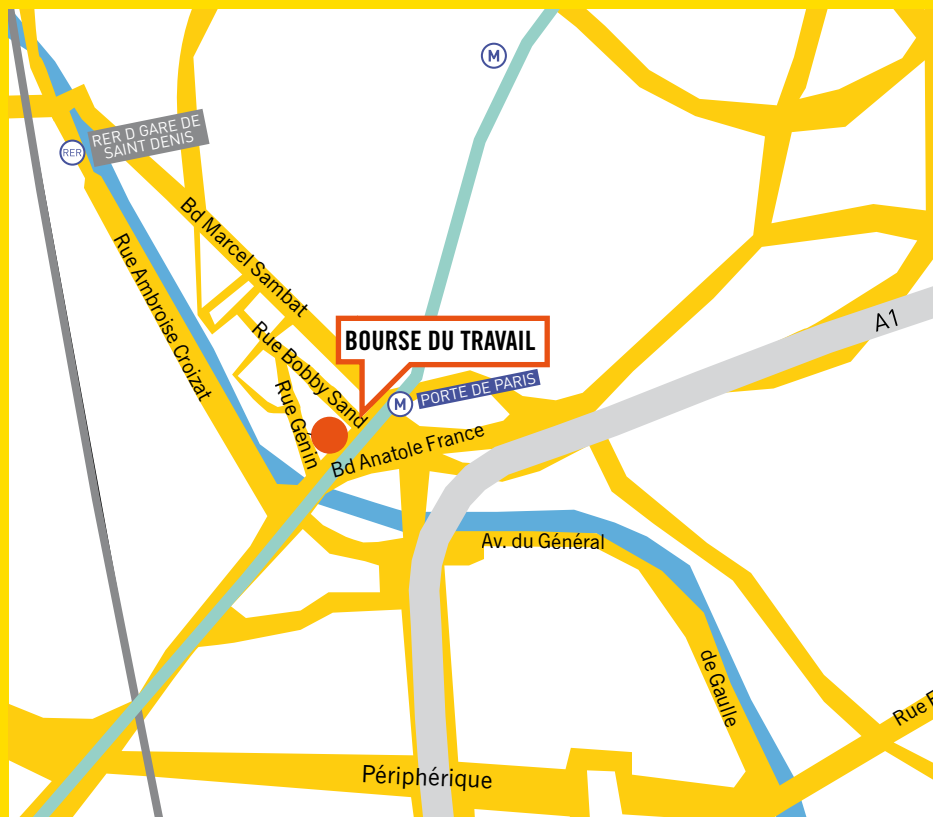 M
RER D GARE DE
SAINT DENIS
RER
Bd Marcel Sambat
Rue Ambroise Croizat
BOURSE DU TRAVAIL
A1
Rue Bobby Sand
M
PORTE DE PARIS
Rue Génin
Bd Anatole France
Av. du Général
de Gaulle
Rue
Périphérique